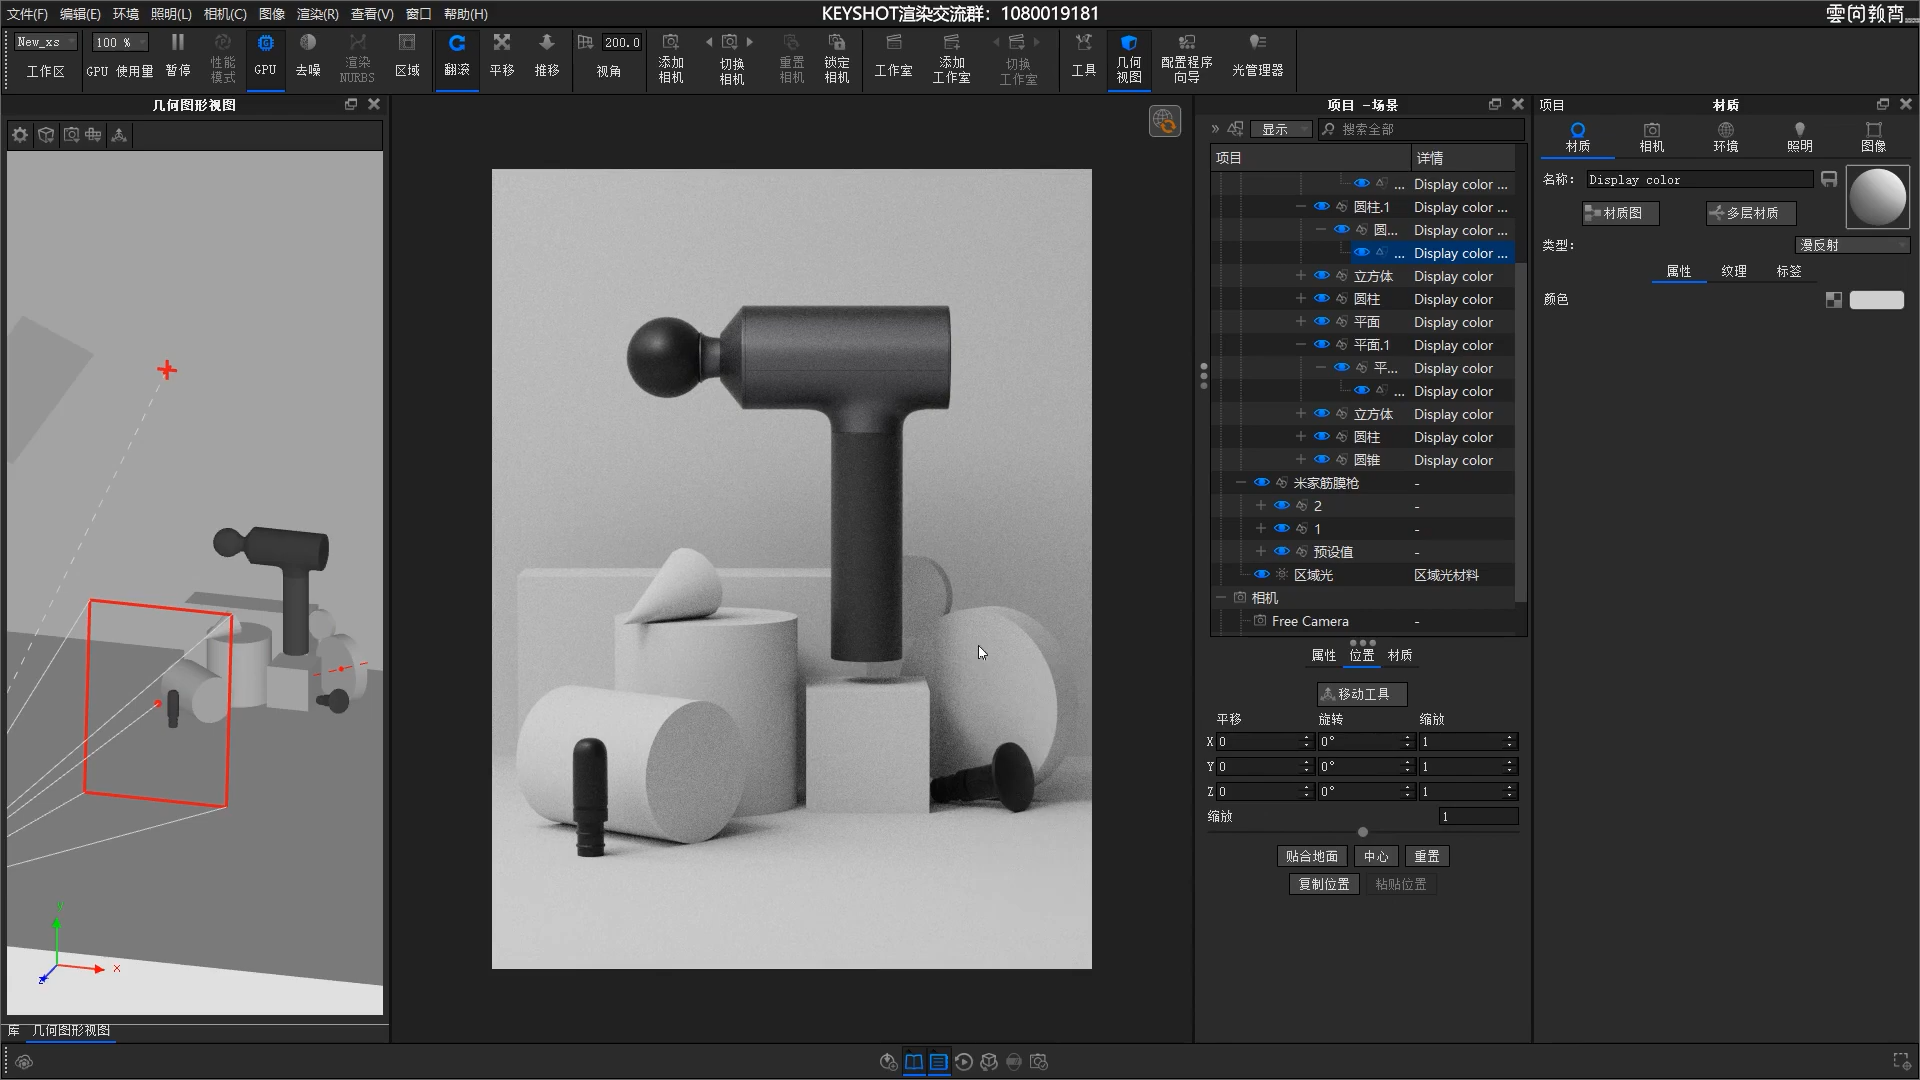 文件(F) 编辑(E) 环境 照明(L) 相机(C) 图像 渲染(R) 查看(V) 窗口 帮助(H)
KEYSHOT渲染交流群：1080019181
New_xs
100 %
200.0
工作区
GPU 使用量
暂停
性能
模式
GPU
去噪
渲染
NURBS
区域
翻滚
平移
推移
视角
添加
相机
切换
相机
重置
相机
锁定
相机
工作室
添加
工作室
切换
工作室
工具
几何
视图
配置程序
向导
光管理器
几何图形视图
y
x
z
库 几何图形视图
项目 -场景
显示
搜索全部
项目 详情
... Display color ...
圆柱.1 Display color ...
圆... Display color ...
... Display color ...
立方体 Display color
圆柱 Display color
平面 Display color
平面.1 Display color
平... Display color
... Display color
立方体 Display color
圆柱 Display color
圆锥 Display color
米家筋膜枪 -
2 -
1 -
预设值 -
区域光 区域光材料
相机
Free Camera -
属性 位置 材质
移动工具
平移 旋转 缩放
X 0 0° 1
Y 0 0° 1
Z 0 0° 1
缩放 1
贴合地面 中心 重置
复制位置 粘贴位置
项目 材质
材质 相机 环境 照明 图像
名称： Display color
材质图 多层材质
类型： 漫反射
属性 纹理 标签
颜色